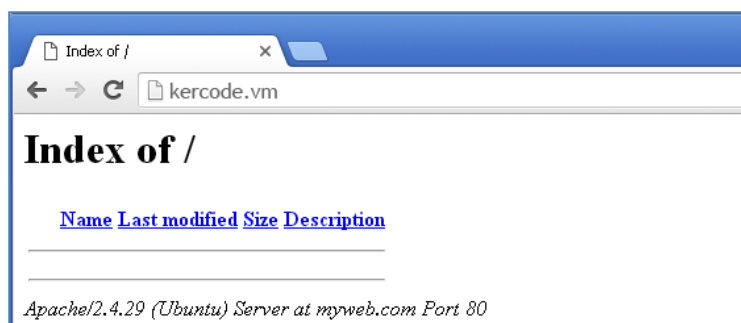 Index of /
kercode.vm
Index of /
Name Last modified Size Description
Apache/2.4.29 (Ubuntu) Server at myweb.com Port 80